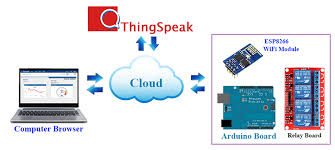 ThingSpeak
ESP8266
WiFi Module
Cloud
Computer Browser
Arduino Board
Relay Board